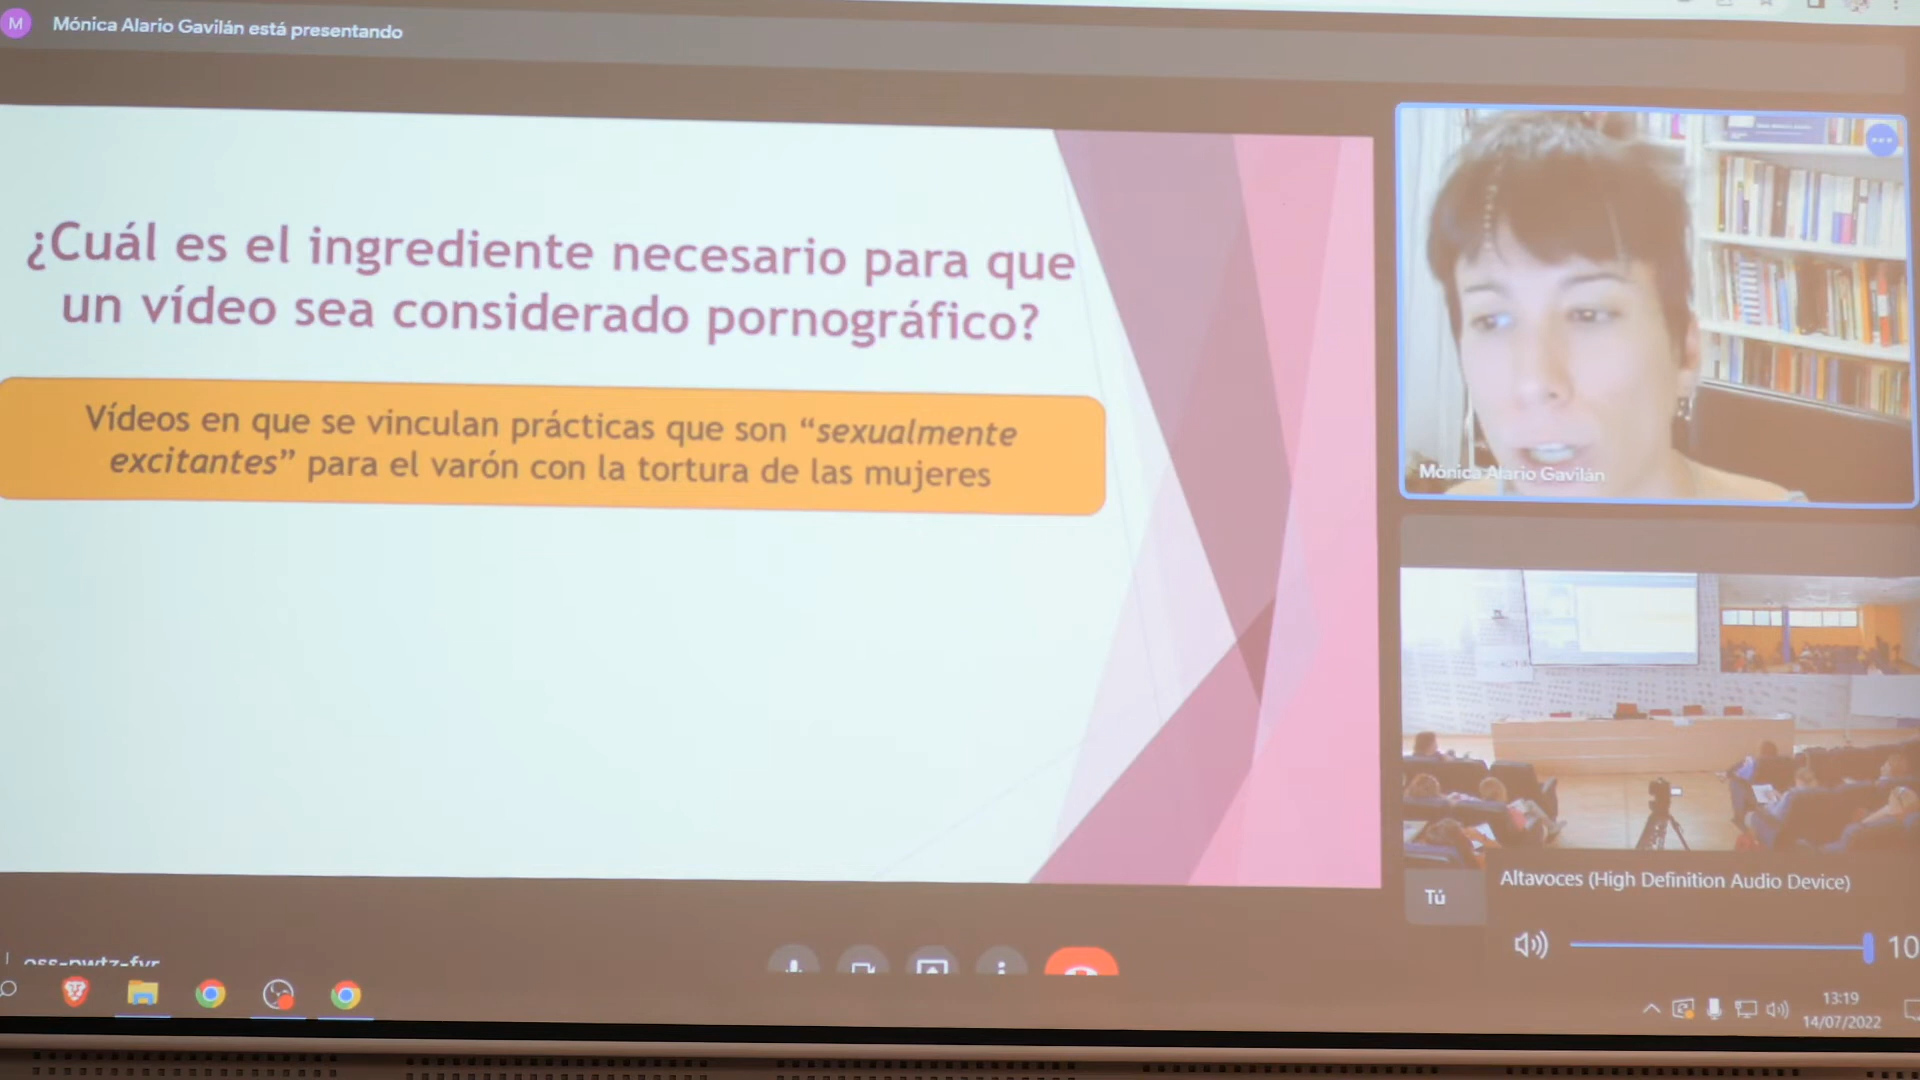 M
Mónica Alario Gavilán está presentando
¿Cuál es el ingrediente necesario para que
un vídeo sea considerado pornográfico?
Vídeos en que se vinculan prácticas que son “sexualmente
excitantes” para el varón con la tortura de las mujeres
Mónica Alario Gavilán
Tú
Altavoces (High Definition Audio Device)
10
13:19
14/07/2022